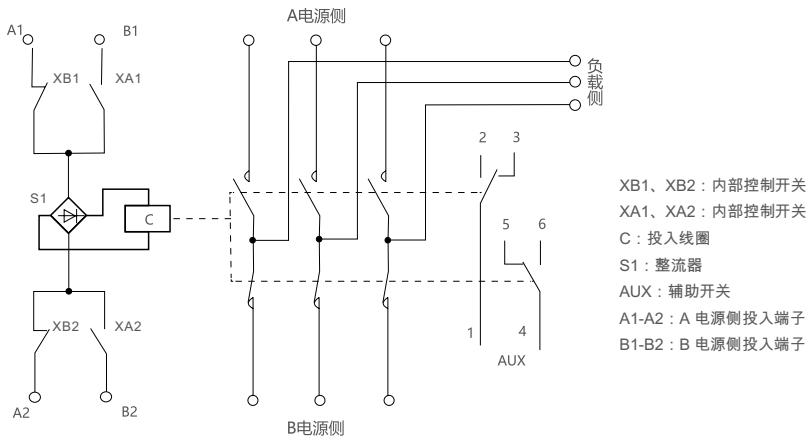 A1
B1
A电源侧
XB1
XA1
负
载
侧
2
3
S1
C
5
6
XB2
XA2
1
4
AUX
A2
B2
B电源侧
XB1、XB2：内部控制开关
XA1、XA2：内部控制开关
C：投入线圈
S1：整流器
AUX：辅助开关
A1-A2：A 电源侧投入端子
B1-B2：B 电源侧投入端子